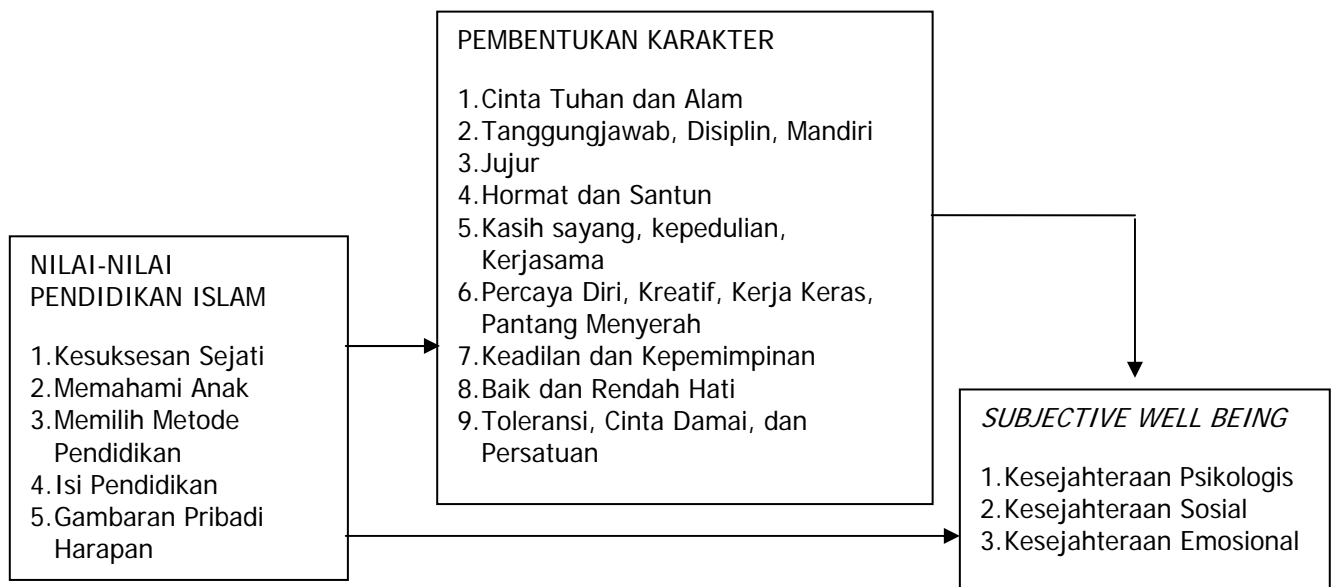 PEMBENTUKAN KARAKTER
1.Cinta Tuhan dan Alam
2.Tanggungjawab, Disiplin, Mandiri
3.Jujur
4.Hormat dan Santun
5.Kasih sayang, kepedulian,
Kerjasama
6.Percaya Diri, Kreatif, Kerja Keras,
Pantang Menyerah
7.Keadilan dan Kepemimpinan
8.Baik dan Rendah Hati
9.Toleransi, Cinta Damai, dan
Persatuan
NILAI-NILAI
PENDIDIKAN ISLAM
1.Kesuksesan Sejati
2.Memahami Anak
3.Memilih Metode
Pendidikan
4.Isi Pendidikan
5.Gambaran Pribadi
Harapan
SUBJECTIVE WELL BEING
1.Kesejahteraan Psikologis
2.Kesejahteraan Sosial
3.Kesejahteraan Emosional